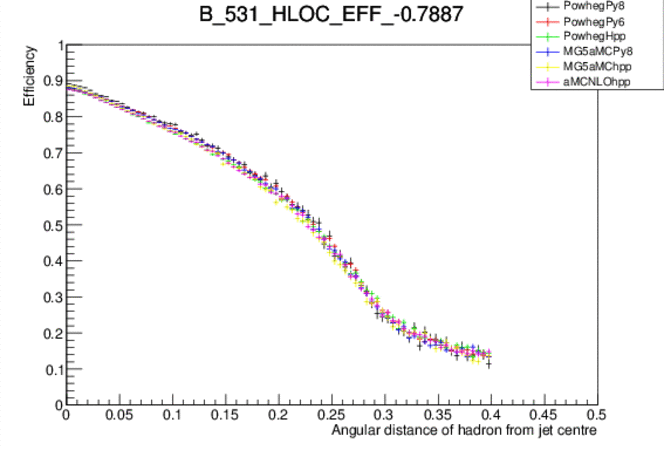 B_531_HLOC_EFF_-0.7887
PowhegPy8
PowhegPy6
PowhegHpp
MG5aMCPy8
MG5aMChpp
aMCNLOhpp
Efficiency
1
0.9
0.8
0.7
0.6
0.5
0.4
0.3
0.2
0.1
0
0 0.05 0.1 0.15 0.2 0.25 0.3 0.35 0.4 0.45 0.5
Angular distance of hadron from jet centre